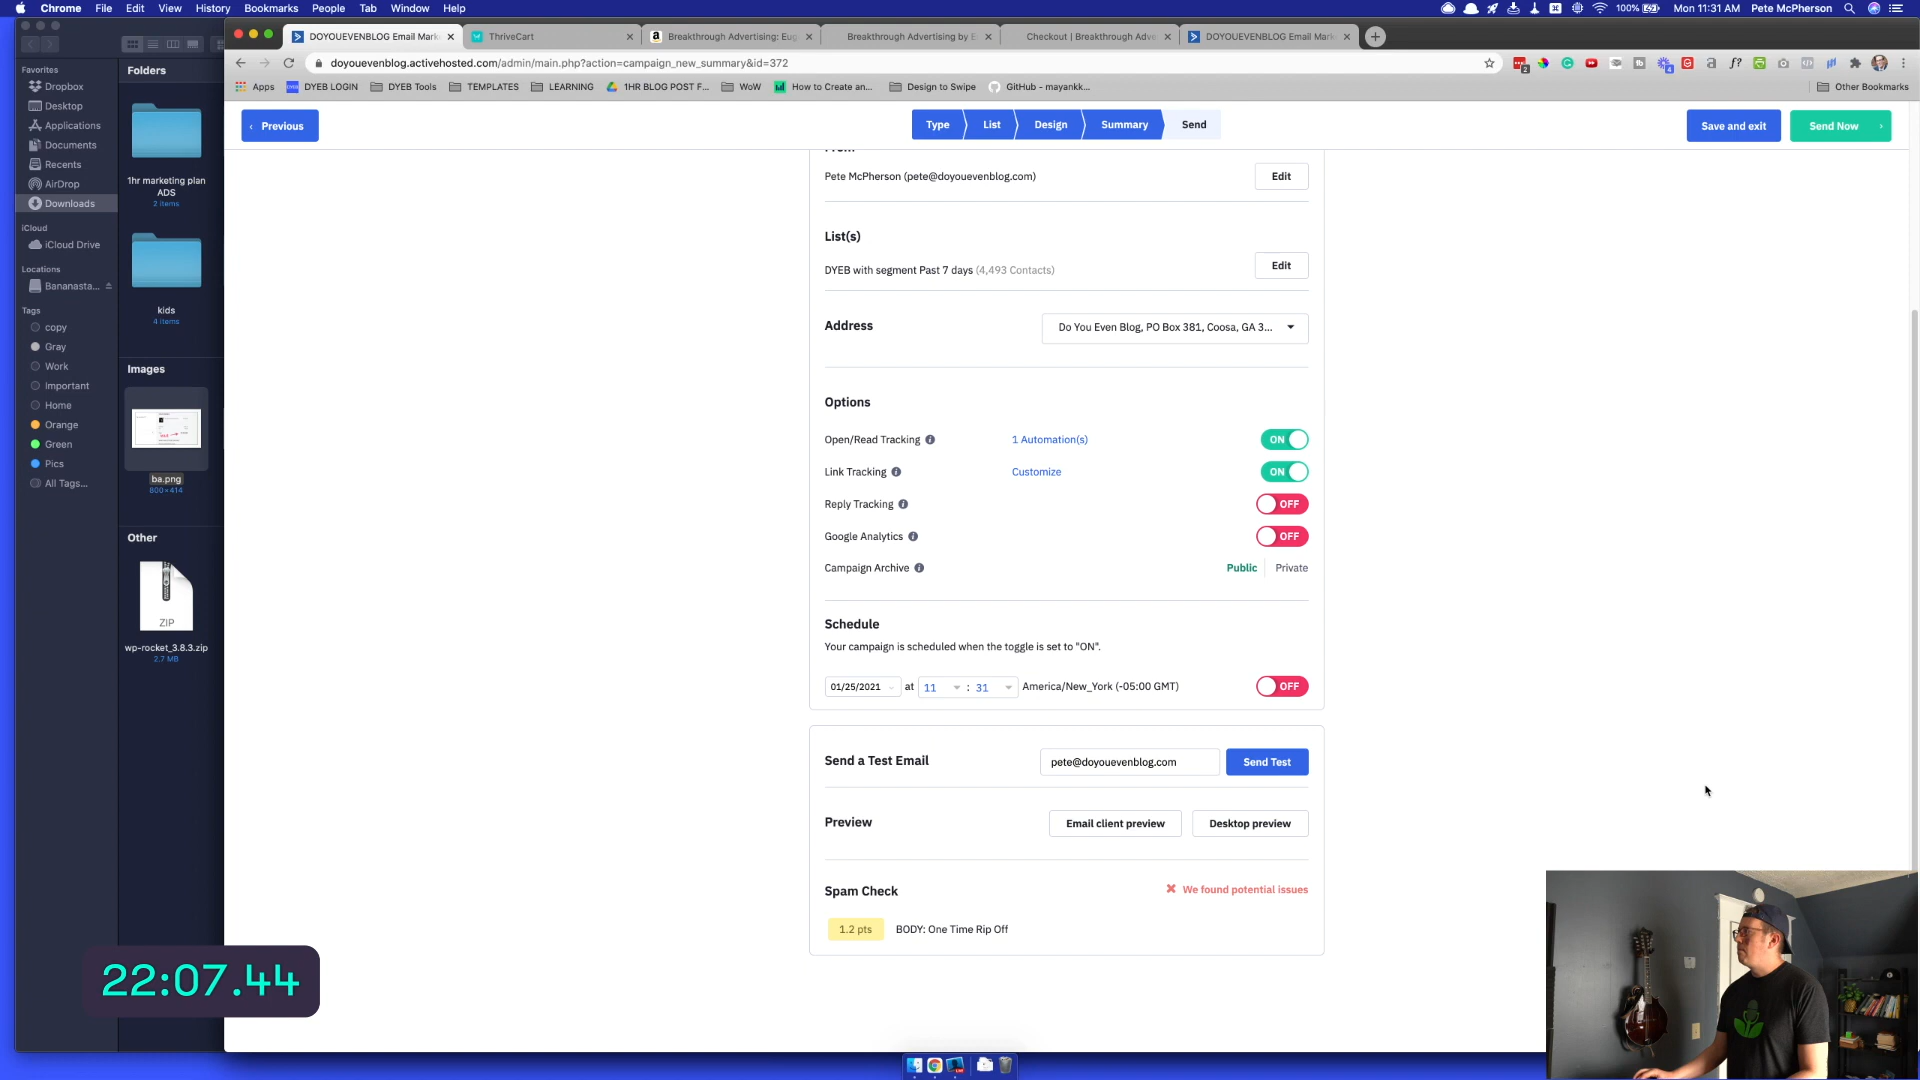 Chrome File Edit View History Bookmarks People Tab Window Help
100% Mon 11:31 AM Pete McPherson
DOYOUEVENBLOG Email Mark
ThriveCart
Breakthrough Advertising: Eug
Breakthrough Advertising by E
Checkout | Breakthrough Adve
DOYOUEVENBLOG Email Mark
doyouevenblog.activehosted.com/admin/main.php?action=campaign_new_summary&id=372
Apps DYEB LOGIN DYEB Tools TEMPLATES LEARNING 1HR BLOG POST F... WoW How to Create an... Design to Swipe GitHub - mayankk... Other Bookmarks
Favorites
Dropbox
Desktop
Applications
Documents
Recents
AirDrop
Downloads
iCloud
iCloud Drive
Locations
Bananasta...
Tags
copy
Gray
Work
Important
Home
Orange
Green
Pics
All Tags...
Folders
1hr marketing plan
ADS
2 items
kids
4 items
Images
ba.png
800×414
Other
ZIP
wp-rocket_3.8.3.zip
2.7 MB
22:07.44
‹ Previous
Type List Design Summary Send
Save and exit
Send Now ›
Pete McPherson (pete@doyouevenblog.com)
Edit
List(s)
DYEB with segment Past 7 days (4,493 Contacts)
Edit
Address
Do You Even Blog, PO Box 381, Coosa, GA 3...
Options
Open/Read Tracking 1 Automation(s) ON
Link Tracking Customize ON
Reply Tracking OFF
Google Analytics OFF
Campaign Archive Public Private
Schedule
Your campaign is scheduled when the toggle is set to "ON".
01/25/2021 at 11 : 31 America/New_York (-05:00 GMT) OFF
Send a Test Email pete@doyouevenblog.com Send Test
Preview Email client preview Desktop preview
Spam Check We found potential issues
1.2 pts BODY: One Time Rip Off